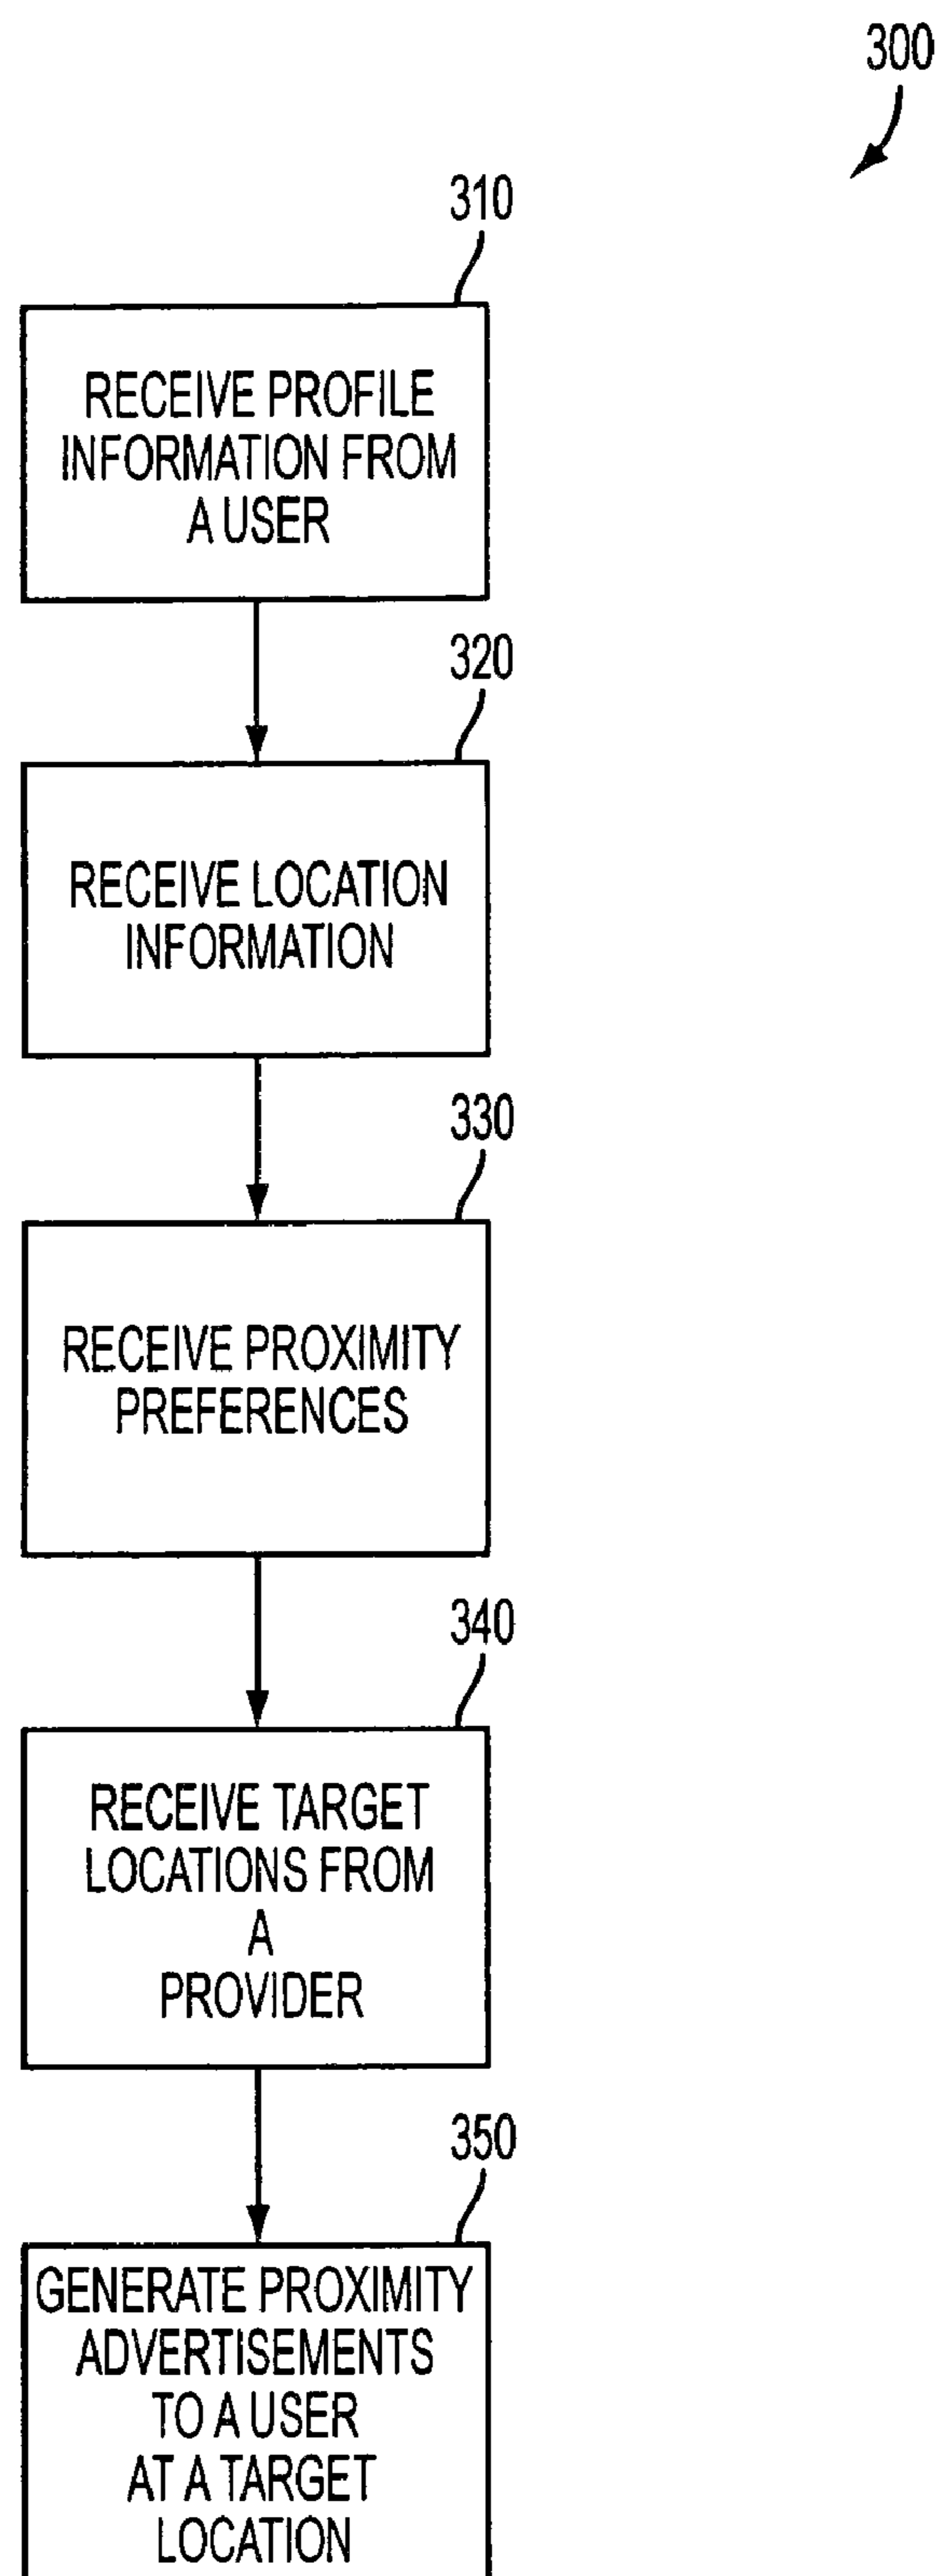 300
310
RECEIVE PROFILE
INFORMATION FROM
A USER
320
RECEIVE LOCATION
INFORMATION
330
RECEIVE PROXIMITY
PREFERENCES
340
RECEIVE TARGET
LOCATIONS FROM
A
PROVIDER
350
GENERATE PROXIMITY
ADVERTISEMENTS
TO A USER
AT A TARGET
LOCATION